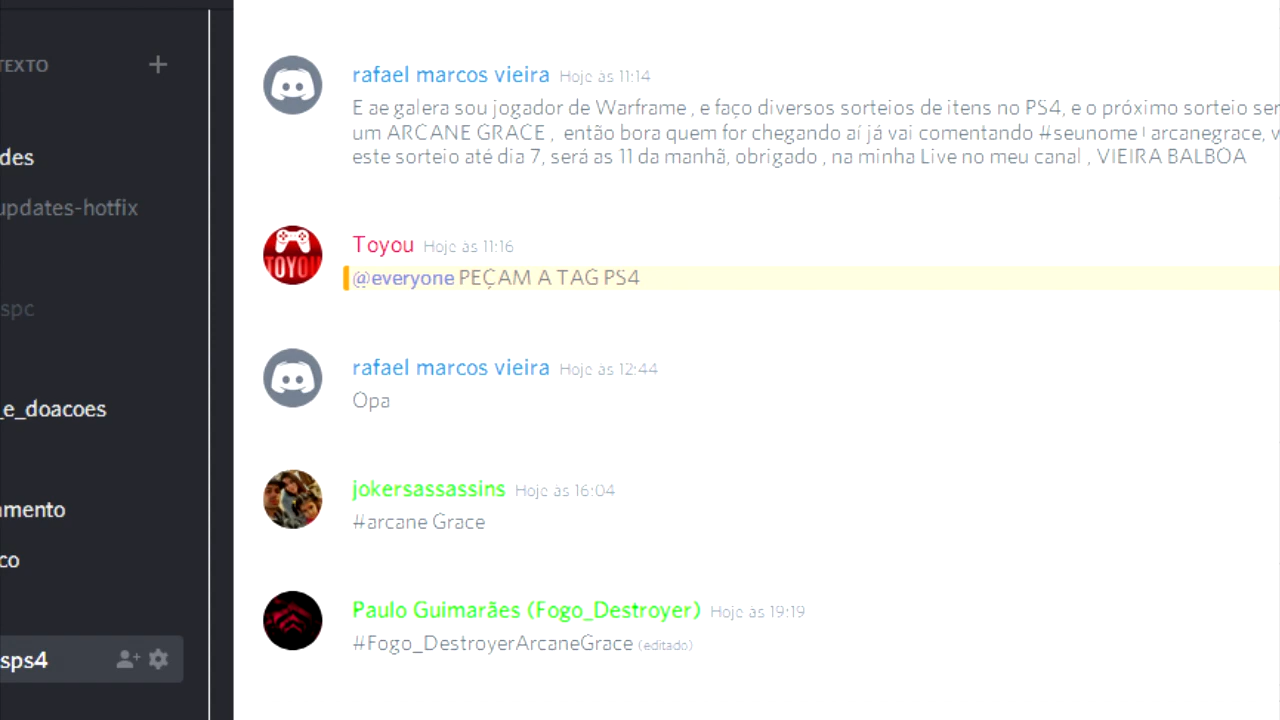 TEXTO
des
updates-hotfix
spc
_e_doacoes
amento
co
sps4
rafael marcos vieira Hoje às 11:14
E ae galera sou jogador de Warframe , e faço diversos sorteios de itens no PS4, e o próximo sorteio ser
um ARCANE GRACE , então bora quem for chegando aí já vai comentando #seunome!arcanegrace, v
este sorteio até dia 7, será as 11 da manhã, obrigado , na minha Live no meu canal , VIEIRA BALBOA
TOYOU
Toyou Hoje às 11:16
@everyone PEÇAM A TAG PS4
rafael marcos vieira Hoje às 12:44
Opa
jokersassassins Hoje às 16:04
#arcane Grace
Paulo Guimarães (Fogo_Destroyer) Hoje às 19:19
#Fogo_DestroyerArcaneGrace (editado)